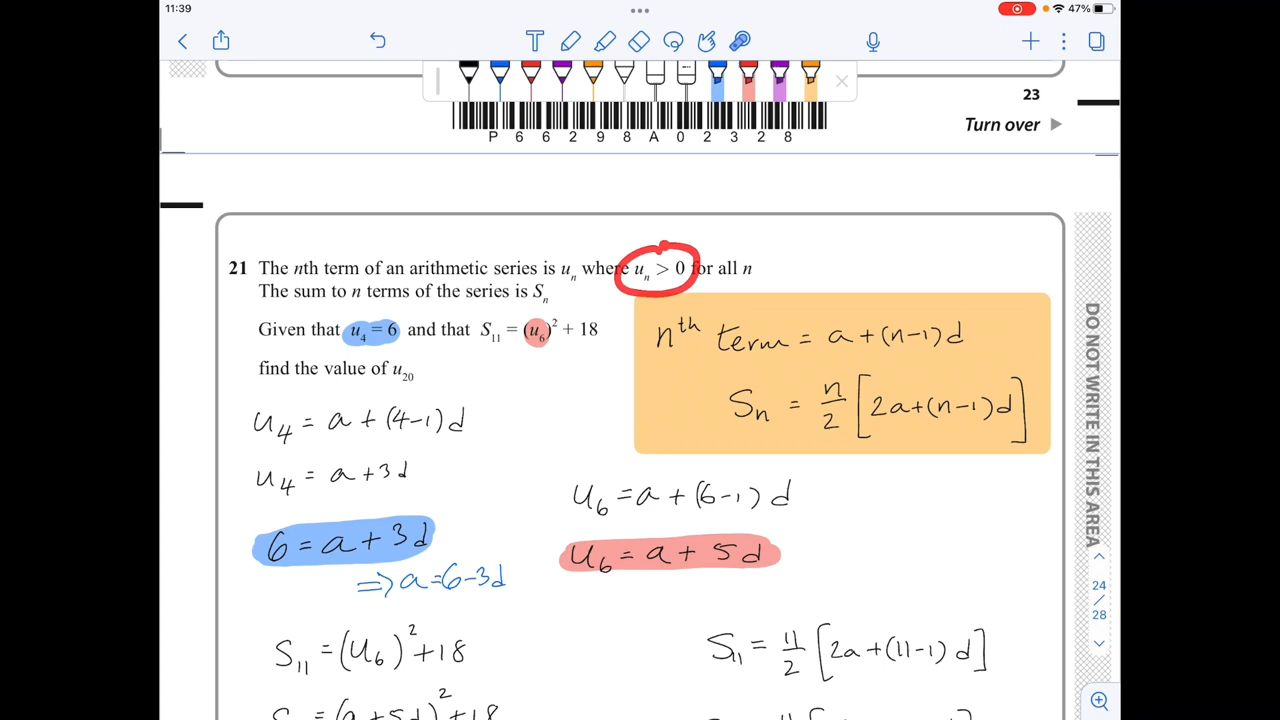 11:39
47%
23
P 6 6 2 9 8 A 0 2 3 2 8
Turn over
21 The nth term of an arithmetic series is uₙ where uₙ > 0 for all n
The sum to n terms of the series is Sₙ
Given that u₄ = 6 and that S₁₁ = (u₆)² + 18
find the value of u₂₀
nth term = a+(n-1)d
Sₙ = n/2 [2a+(n-1)d]
u₄ = a + (4-1)d
u₄ = a +3d
6 = a + 3d
⇒ a=6-3d
u₆ = a + (6-1) d
u₆ = a + 5d
S₁₁ = (u₆)² +18
S₁₁ = 11/2 [2a+(11-1)d]
= (a+5d)² +18
DO NOT WRITE IN THIS AREA
24
/
28